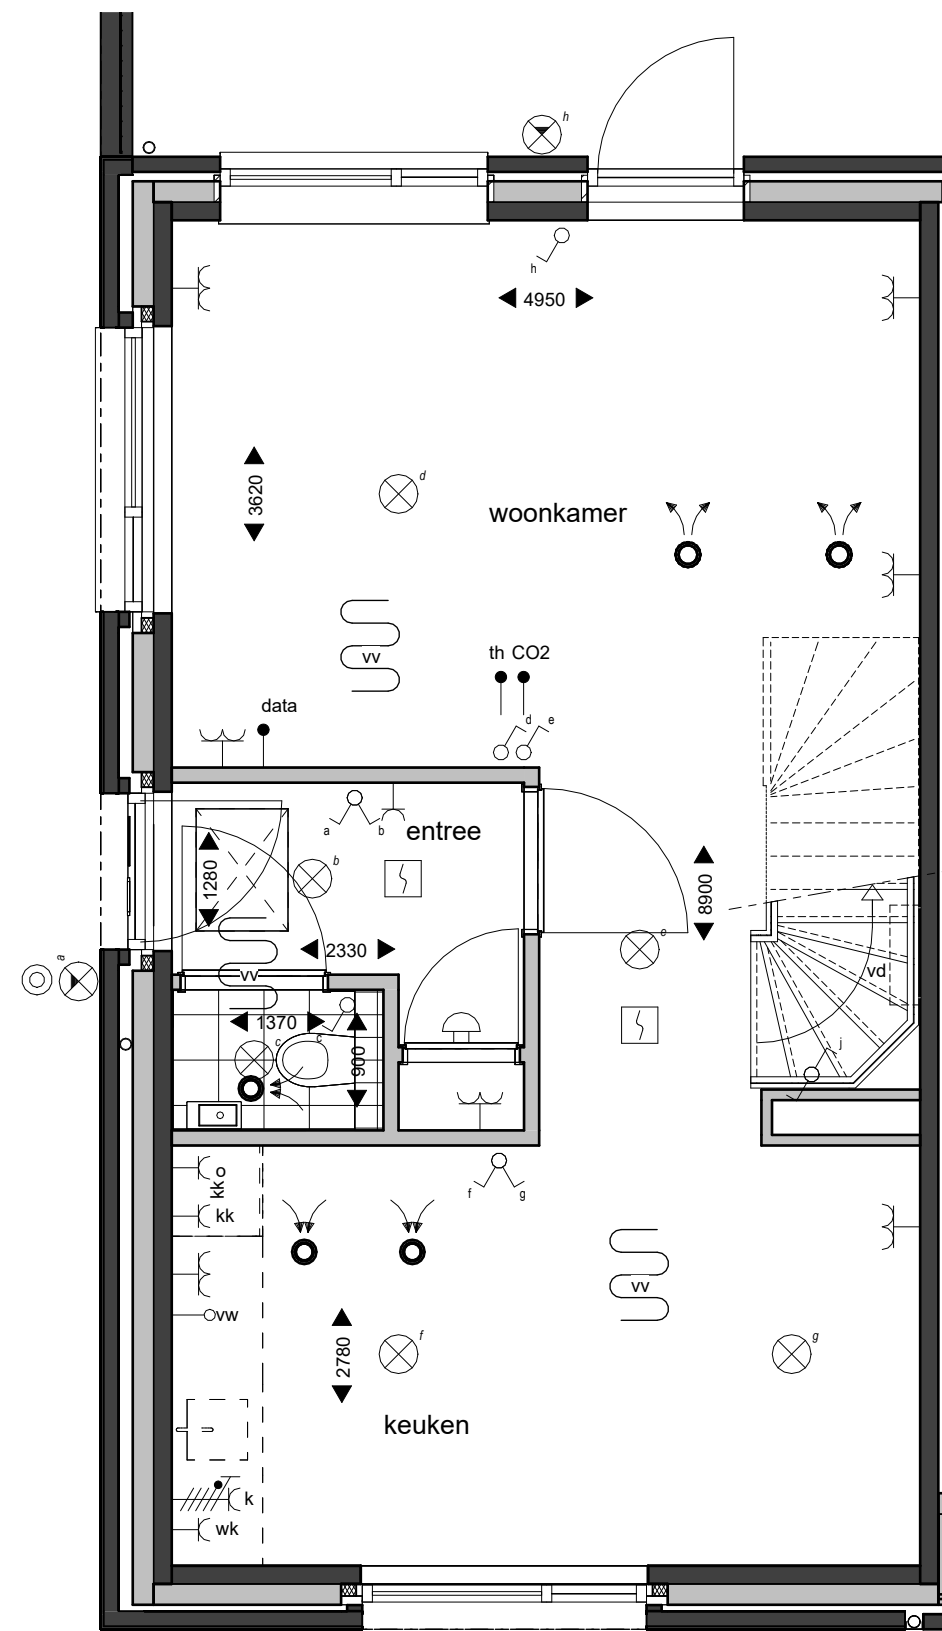 h
h
4950
3620
d
woonkamer
vv
th CO2
data
d e
a b
entree
b
1280
8900
2330
e
a
vv
vd
1370
c
c
900
j
f g
kk o
kk
vw
vv
2780
f
g
keuken
k
wk